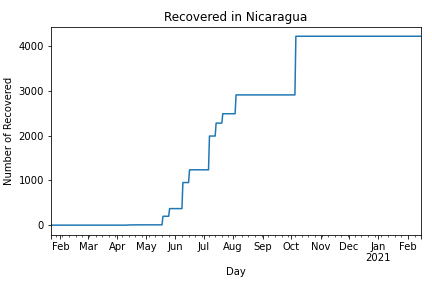 Recovered in Nicaragua
Number of Recovered
4000
3000
2000
1000
0
Feb Mar Apr May Jun Jul Aug Sep Oct Nov Dec Jan Feb
2021
Day